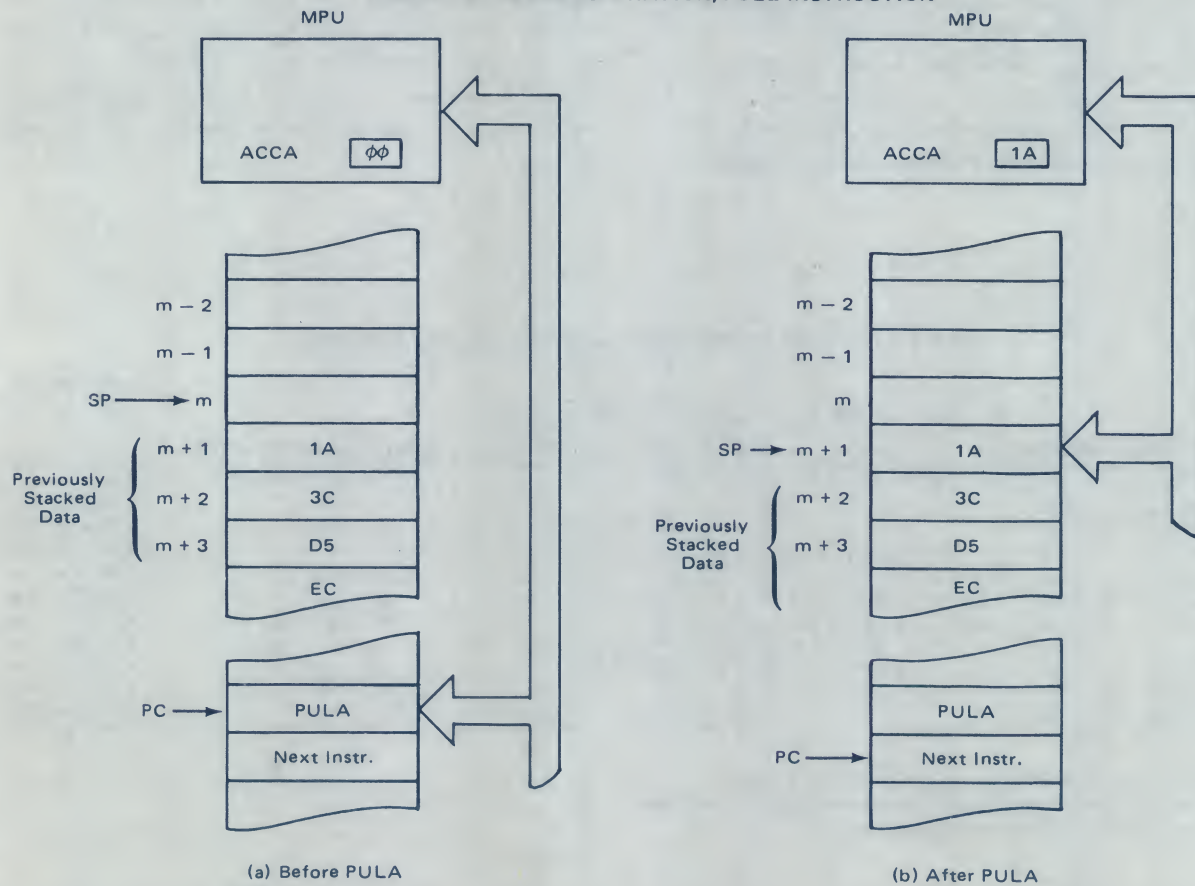 PULL INSTRUCTION
MPU
ACCA ϕϕ
m − 2
m − 1
SP m
m + 1 1A
Previously
Stacked
Data
m + 2 3C
m + 3 D5
EC
PC PULA
Next Instr.
(a) Before PULA
MPU
ACCA 1A
m − 2
m − 1
m
SP m + 1 1A
m + 2 3C
Previously
Stacked
Data
m + 3 D5
EC
PULA
PC Next Instr.
(b) After PULA